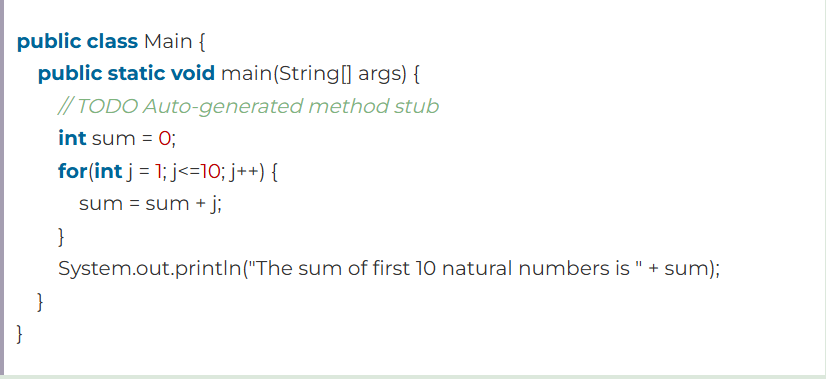 public class Main {
public static void main(String[] args) {
// TODO Auto-generated method stub
int sum = 0;
for(int j = 1; j<=10; j++) {
sum = sum + j;
}
System.out.println("The sum of first 10 natural numbers is " + sum);
}
}